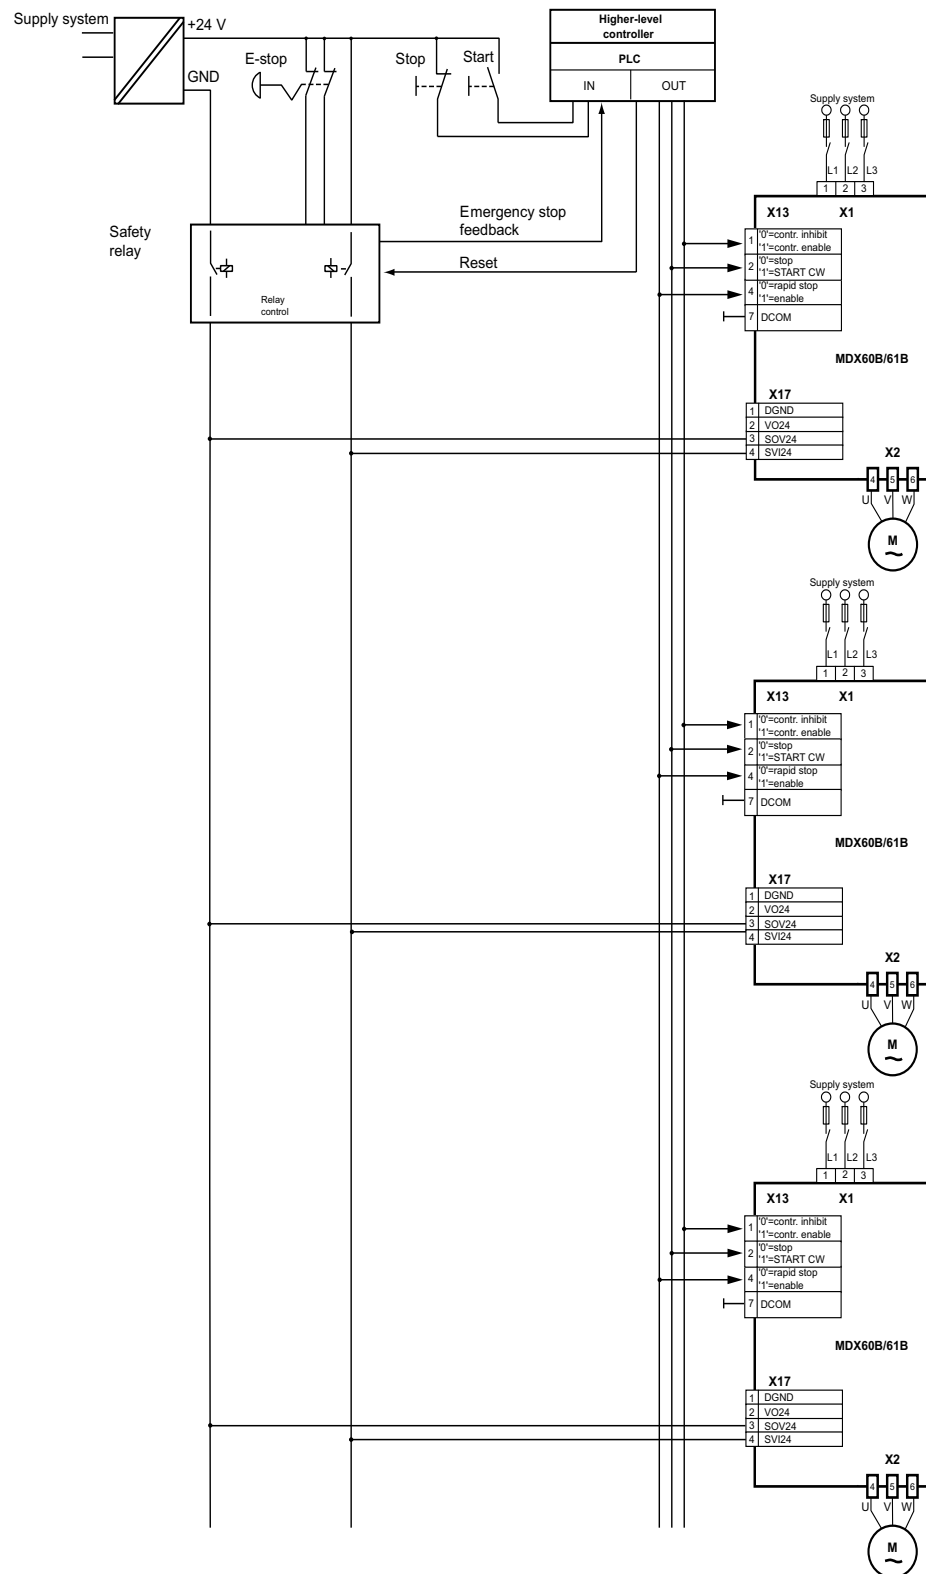 Supply system
+24 V
GND
E-stop
Stop
Start
Higher-level
controller
PLC
IN
OUT
Safety
relay
Relay
control
Emergency stop
feedback
Reset
Supply system
L1
L2
L3
1
2
3
X13
X1
1
'0'=contr. inhibit
'1'=contr. enable
2
'0'=stop
'1'=START CW
4
'0'=rapid stop
'1'=enable
7
DCOM
MDX60B/61B
X17
1 DGND
2 VO24
3 SOV24
4 SVI24
X2
4
5
6
U
V
W
M
Supply system
L1
L2
L3
1
2
3
X13
X1
1
'0'=contr. inhibit
'1'=contr. enable
2
'0'=stop
'1'=START CW
4
'0'=rapid stop
'1'=enable
7
DCOM
MDX60B/61B
X17
1 DGND
2 VO24
3 SOV24
4 SVI24
X2
4
5
6
U
V
W
M
Supply system
L1
L2
L3
1
2
3
X13
X1
1
'0'=contr. inhibit
'1'=contr. enable
2
'0'=stop
'1'=START CW
4
'0'=rapid stop
'1'=enable
7
DCOM
MDX60B/61B
X17
1 DGND
2 VO24
3 SOV24
4 SVI24
X2
4
5
6
U
V
W
M